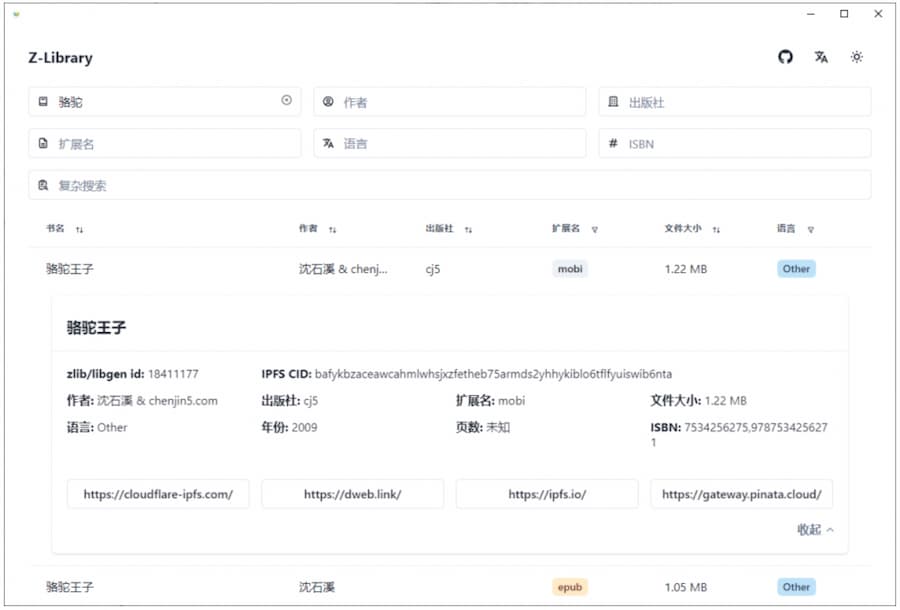 Z-Library
骆驼 作者 出版社
扩展名 语言 # ISBN
复杂搜索
书名 作者 出版社 扩展名 文件大小 语言
骆驼王子 沈石溪 & chenj... cj5 mobi 1.22 MB Other
骆驼王子
zlib/libgen id: 18411177 IPFS CID: bafykbzaceawcahmlwhsjxzfetheb75armds2yhhykiblo6tflfyuiswib6nta
作者: 沈石溪 & chenjin5.com 出版社: cj5 扩展名: mobi 文件大小: 1.22 MB
语言: Other 年份: 2009 页数: 未知 ISBN: 7534256275,978753425627
1
https://cloudflare-ipfs.com/ https://dweb.link/ https://ipfs.io/ https://gateway.pinata.cloud/
收起
骆驼王子 沈石溪 epub 1.05 MB Other